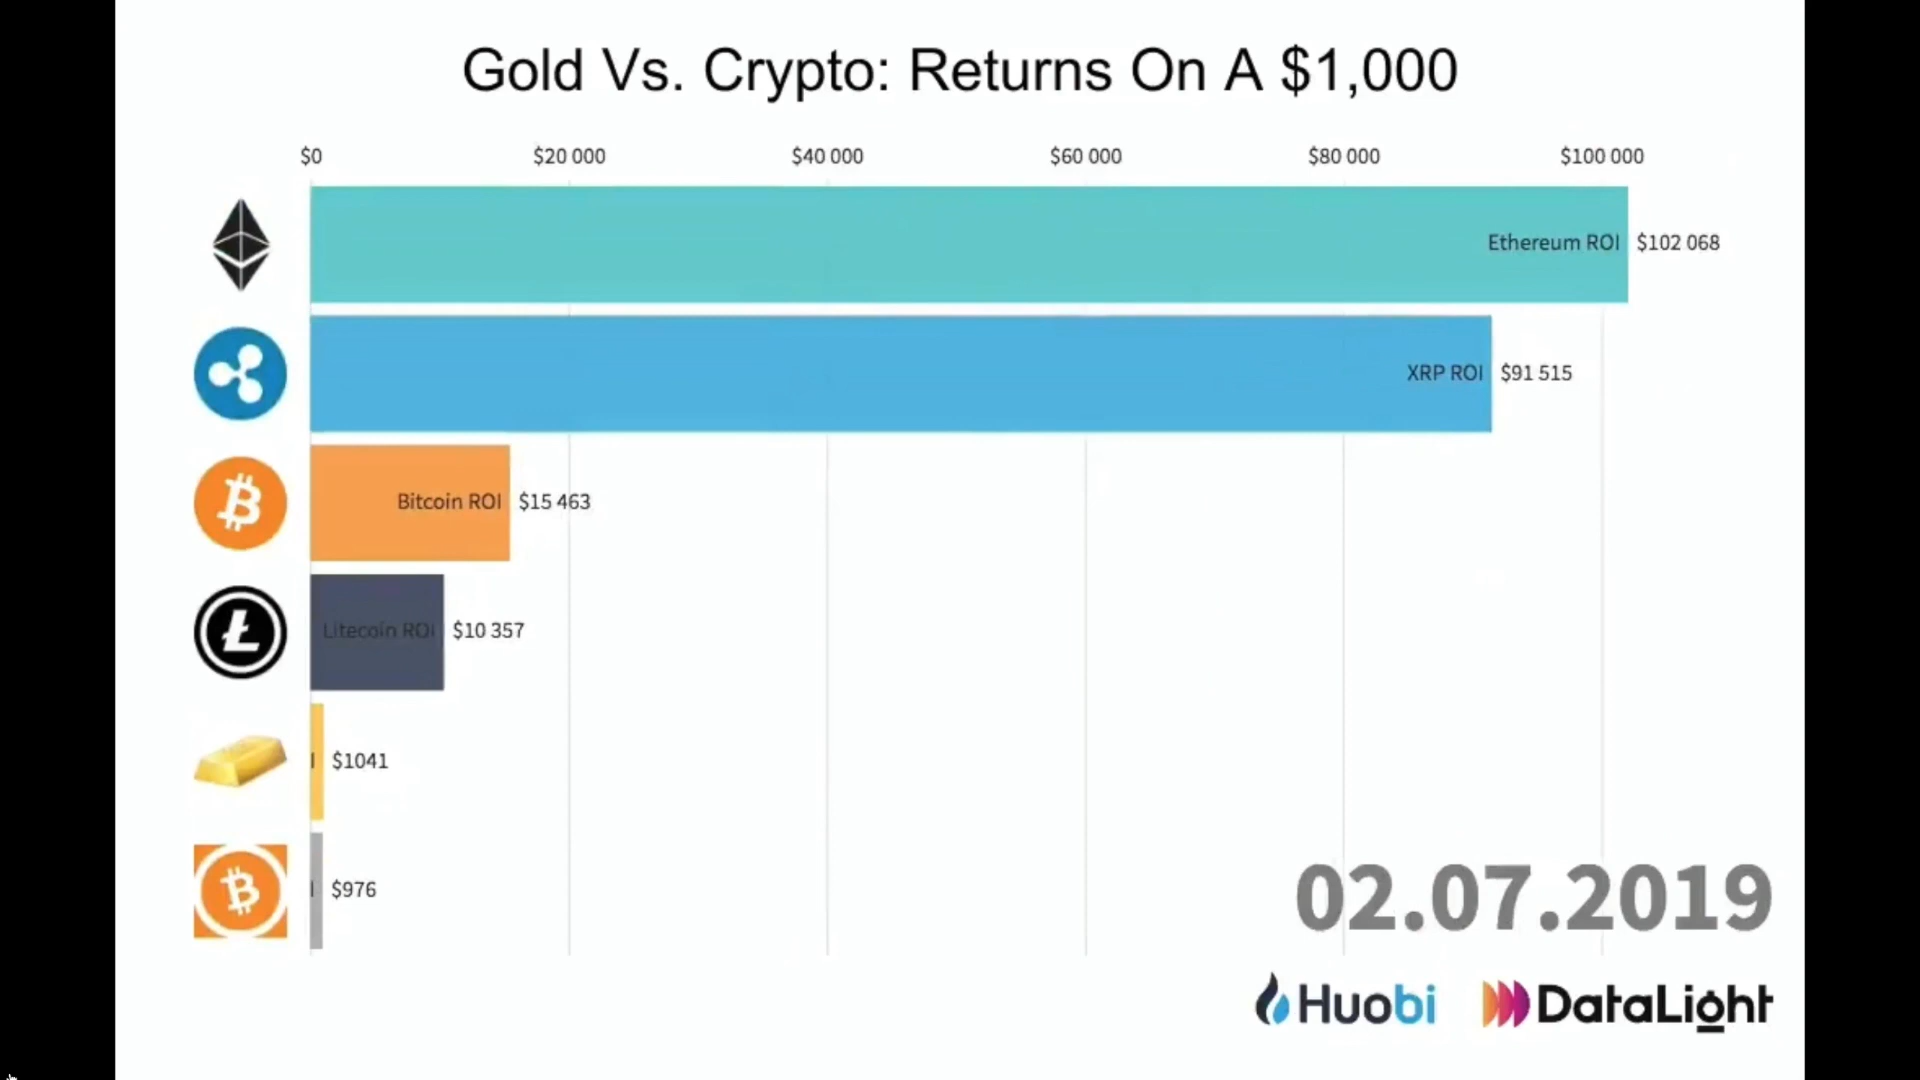 Gold Vs. Crypto: Returns On A $1,000
$0 $20 000 $40 000 $60 000 $80 000 $100 000
Ethereum ROI $102 068
XRP ROI $91 515
Bitcoin ROI $15 463
Litecoin ROI $10 357
I $1041
I $976
02.07.2019
Huobi DataLight